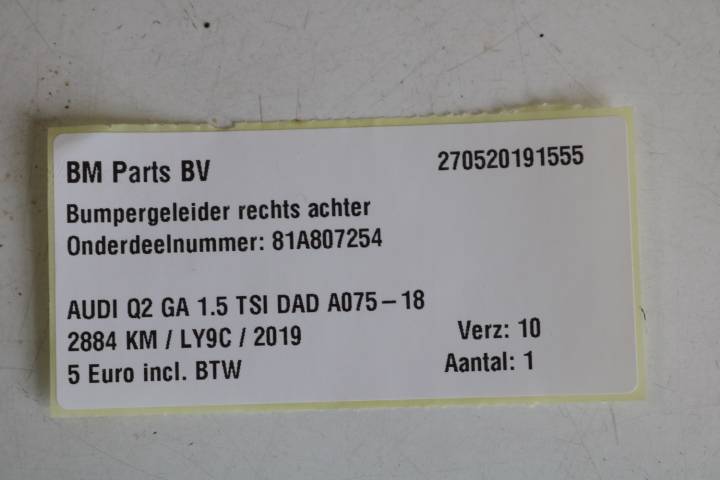 BM Parts BV 270520191555
Bumpergeleider rechts achter
Onderdeelnummer: 81A807254
AUDI Q2 GA 1.5 TSI DAD A075-18
2884 KM / LY9C / 2019 Verz: 10
5 Euro incl. BTW Aantal: 1